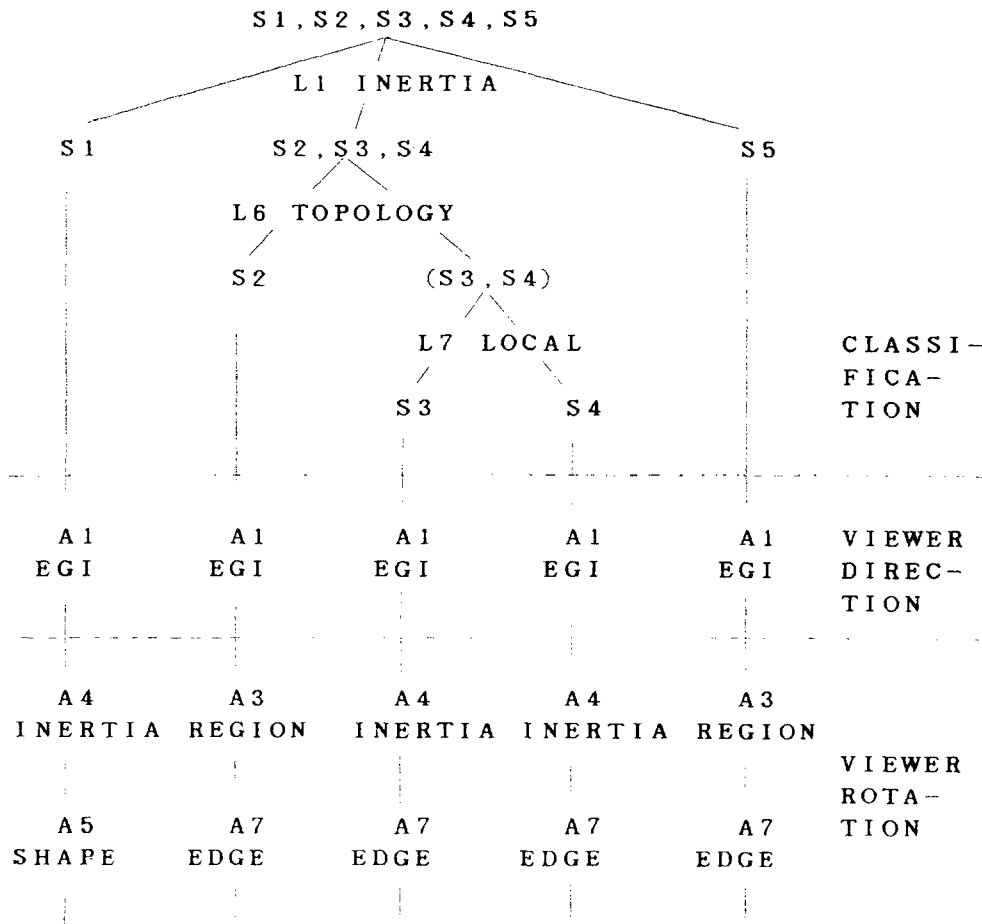 S1,S2,S3,S4,S5
L1 INERTIA
S1 S2,S3,S4 S5
L6 TOPOLOGY
S2 (S3,S4)
L7 LOCAL CLASSI-
FICA-
S3 S4 TION
A1 A1 A1 A1 A1 VIEWER
EGI EGI EGI EGI EGI DIREC-
TION
A4 A3 A4 A4 A3
INERTIA REGION INERTIA INERTIA REGION
VIEWER
ROTA-
A5 A7 A7 A7 A7 TION
SHAPE EDGE EDGE EDGE EDGE